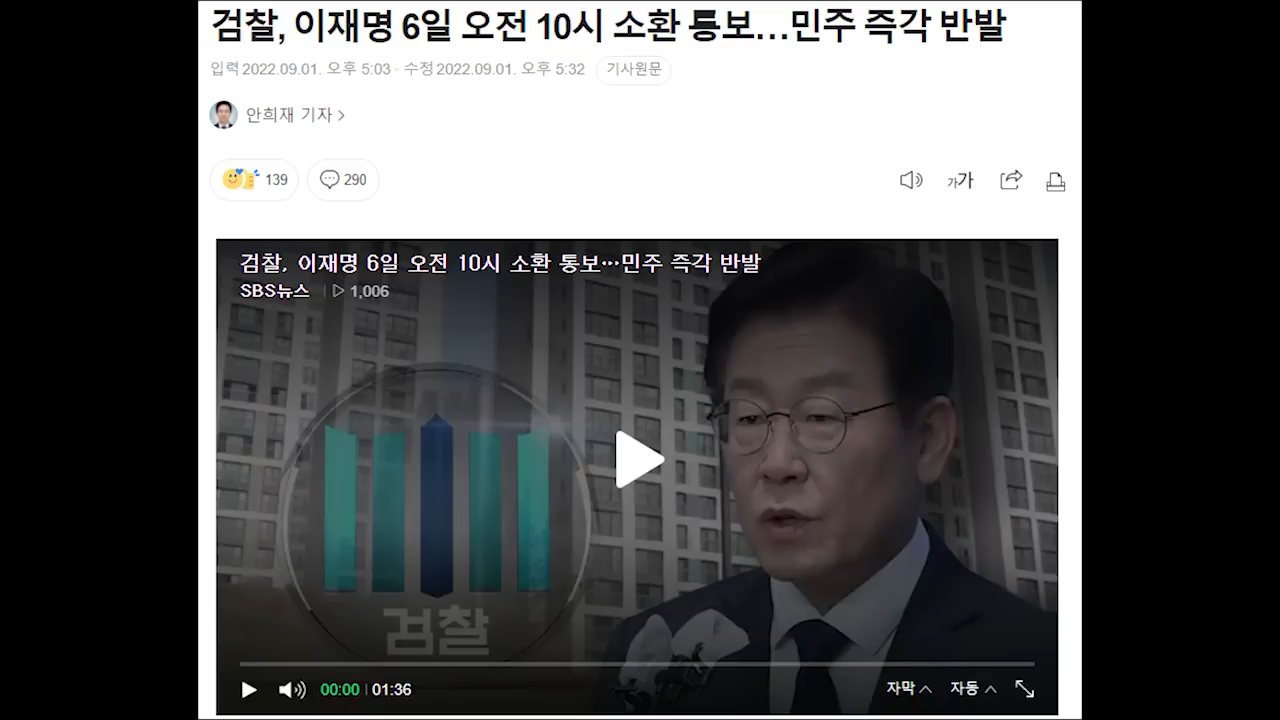 검찰, 이재명 6일 오전 10시 소환 통보…민주 즉각 반발
입력 2022.09.01. 오후 5:03 · 수정 2022.09.01. 오후 5:32 기사원문
안희재 기자 >
139 290
가가
검찰, 이재명 6일 오전 10시 소환 통보…민주 즉각 반발
SBS뉴스 1,006
검찰
00:00 01:36 자막 자동